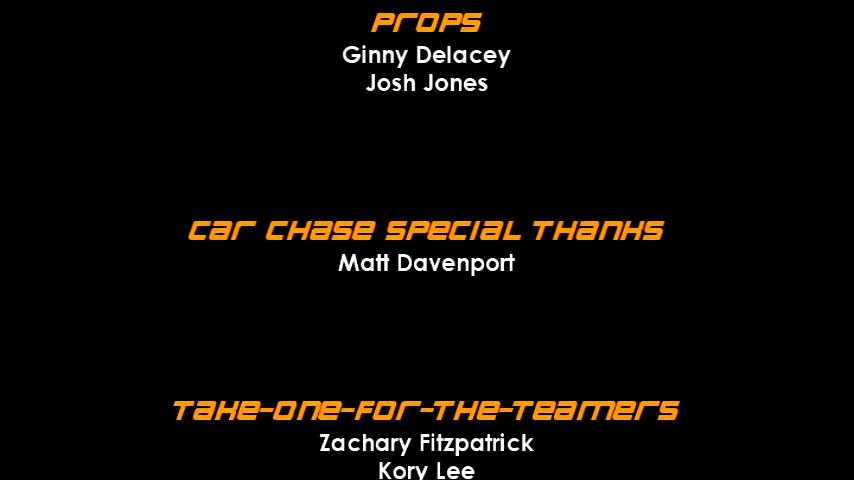 PROPS
Ginny Delacey
Josh Jones
CAR CHASE SPECIAL THANKS
Matt Davenport
TAKE-ONE-FOR-THE-TEAMERS
Zachary Fitzpatrick
Kory Lee